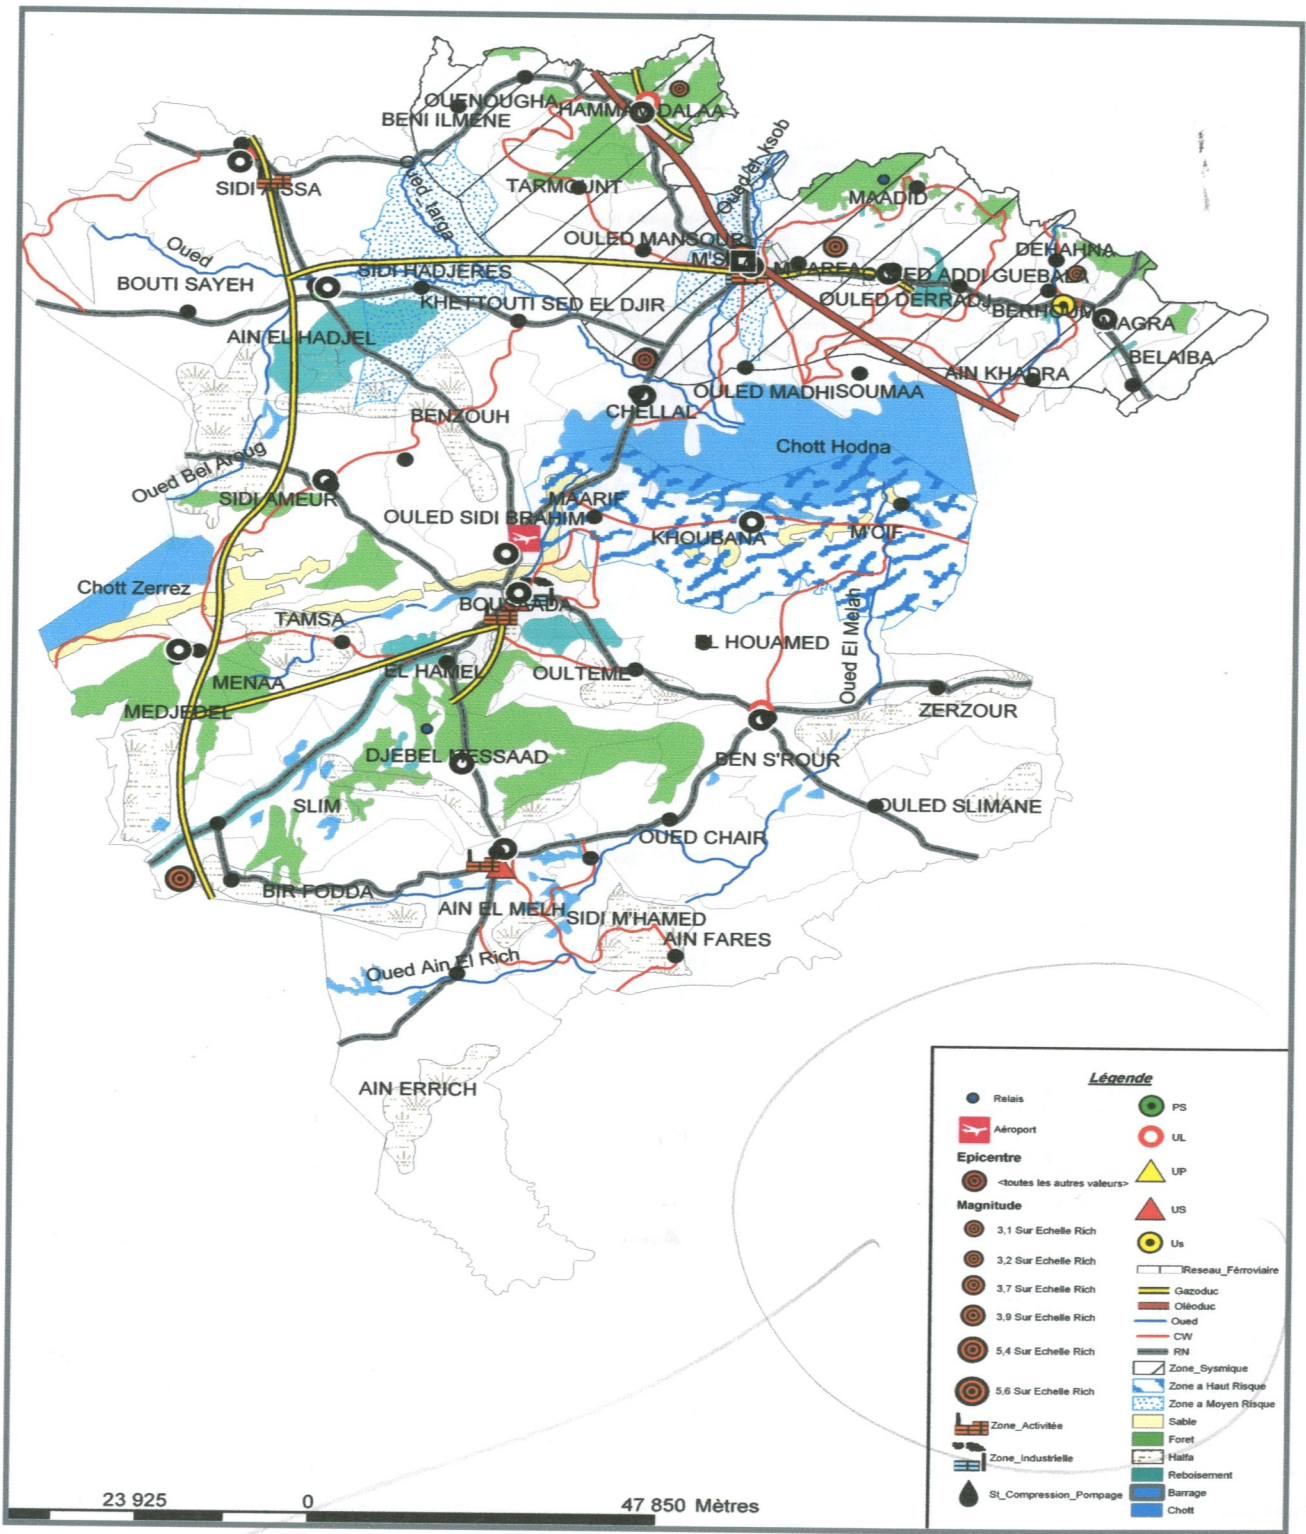 OUENOUGHA
HAMMAM DALAA
BENI ILMENE
Oued el_ksob
SIDI AISSA
Oued_targa
TARMOUNT
MAADID
OULED MANSOUR
DEHAHNA
Oued
BOUTI SAYEH
SIDI HADJERES
M'TAREA
OULED ADDI GUEBALA
KHETTOUTI SED EL DJIR
OULED DERRADJ
BERHOUM
MAGRA
AIN EL HADJEL
BELAIBA
AIN KHADRA
OULED MADHI
SOUMAA
BENZOUH
CHELLAL
Chott Hodna
Oued Bel Aroug
SIDI AMEUR
MAARIF
OULED SIDI BRAHIM
KHOUBANA
M'CIF
Chott Zerrez
BOUSAADA
TAMSA
Oued El Melah
EL HOUAMED
EL HAMEL
OULTEME
MENAA
MEDJEDEL
ZERZOUR
DJEBEL MESSAAD
BEN S'ROUR
SLIM
OULED SLIMANE
OUED CHAIR
BIR FODDA
AIN EL MELH
SIDI M'HAMED
AIN FARES
Oued Ain El Rich
AIN ERRICH
Légende
Relais
Aéroport
Epicentre
<toutes les autres valeurs>
Magnitude
3,1 Sur Echelle Rich
3,2 Sur Echelle Rich
3,7 Sur Echelle Rich
3,9 Sur Echelle Rich
5,4 Sur Echelle Rich
5,6 Sur Echelle Rich
Zone_Activitée
Zone_Industrielle
St_Compression_Pompage
PS
UL
UP
US
Us
Reseau_Férroviaire
Gazoduc
Oléoduc
Oued
CW
RN
Zone_Sysmique
Zone a Haut Risque
Zone a Moyen Risque
Sable
Foret
Halfa
Reboisement
Barrage
Chott
23 925
0
47 850 Mètres